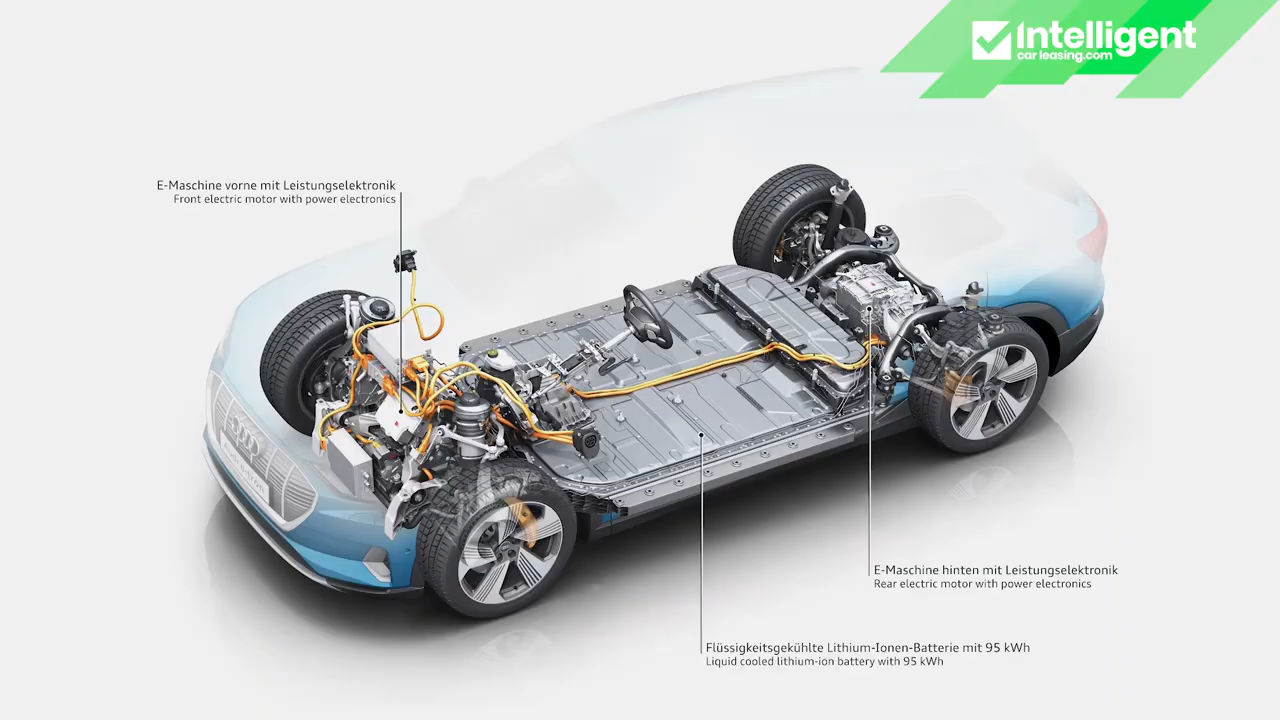 Intelligent
car leasing.com
E-Maschine vorne mit Leistungselektronik
Front electric motor with power electronics
E-Maschine hinten mit Leistungselektronik
Rear electric motor with power electronics
Flüssigkeitsgekühlte Lithium-Ionen-Batterie mit 95 kWh
Liquid cooled lithium-ion battery with 95 kWh